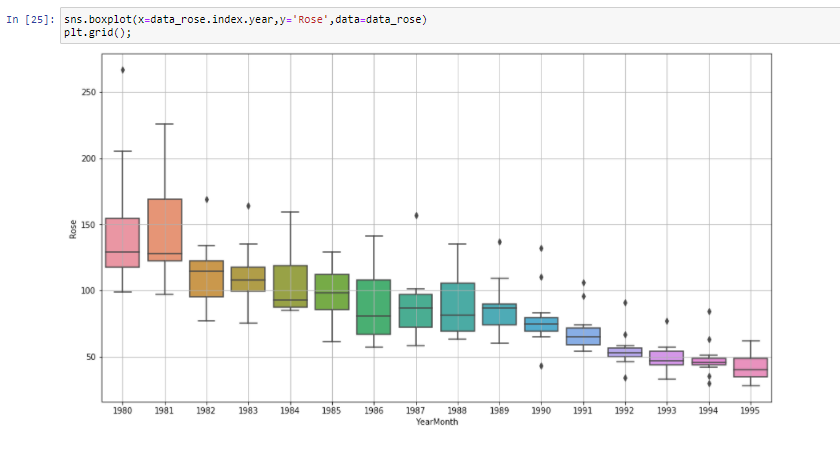 In [25]: sns.boxplot(x=data_rose.index.year,y='Rose',data=data_rose)
plt.grid();
250
200
150
100
50
Rose
1980 1981 1982 1983 1984 1985 1986 1987 1988 1989 1990 1991 1992 1993 1994 1995
YearMonth